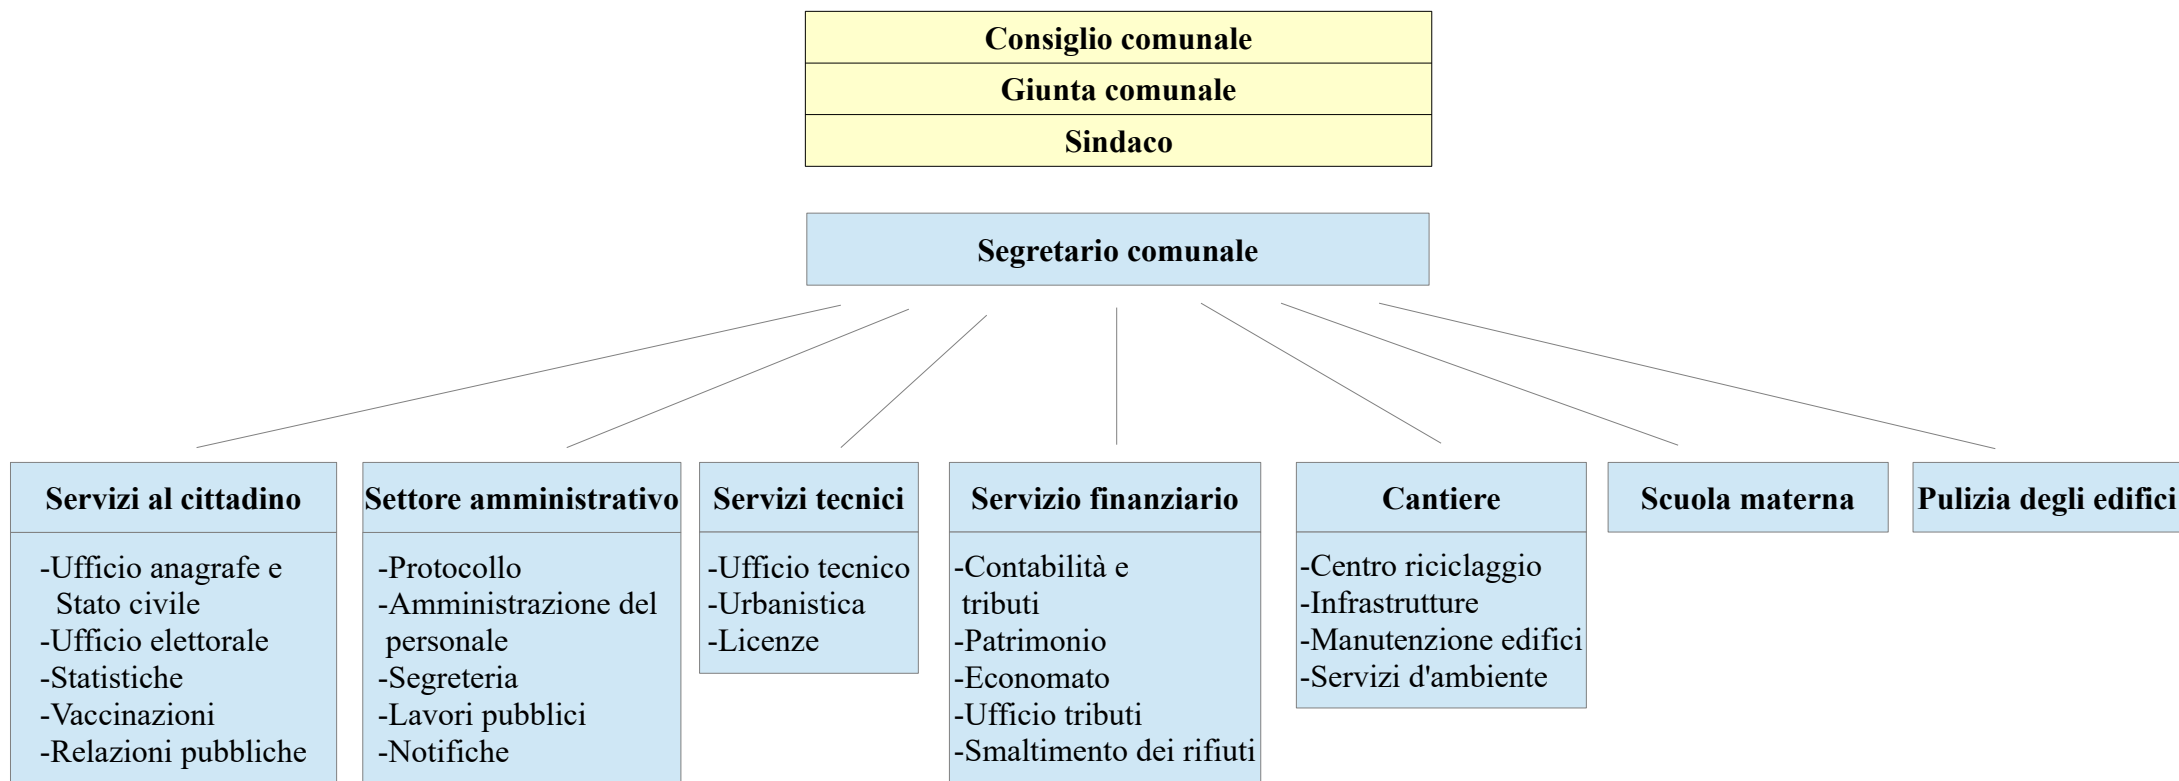 Consiglio comunale
Giunta comunale
Sindaco
Segretario comunale
Servizi al cittadino
-Ufficio anagrafe e
Stato civile
-Ufficio elettorale
-Statistiche
-Vaccinazioni
-Relazioni pubbliche
Settore amministrativo
-Protocollo
-Amministrazione del
personale
-Segreteria
-Lavori pubblici
-Notifiche
Servizi tecnici
-Ufficio tecnico
-Urbanistica
-Licenze
Servizio finanziario
-Contabilità e
tributi
-Patrimonio
-Economato
-Ufficio tributi
-Smaltimento dei rifiuti
Cantiere
-Centro riciclaggio
-Infrastrutture
-Manutenzione edifici
-Servizi d'ambiente
Scuola materna
Pulizia degli edifici